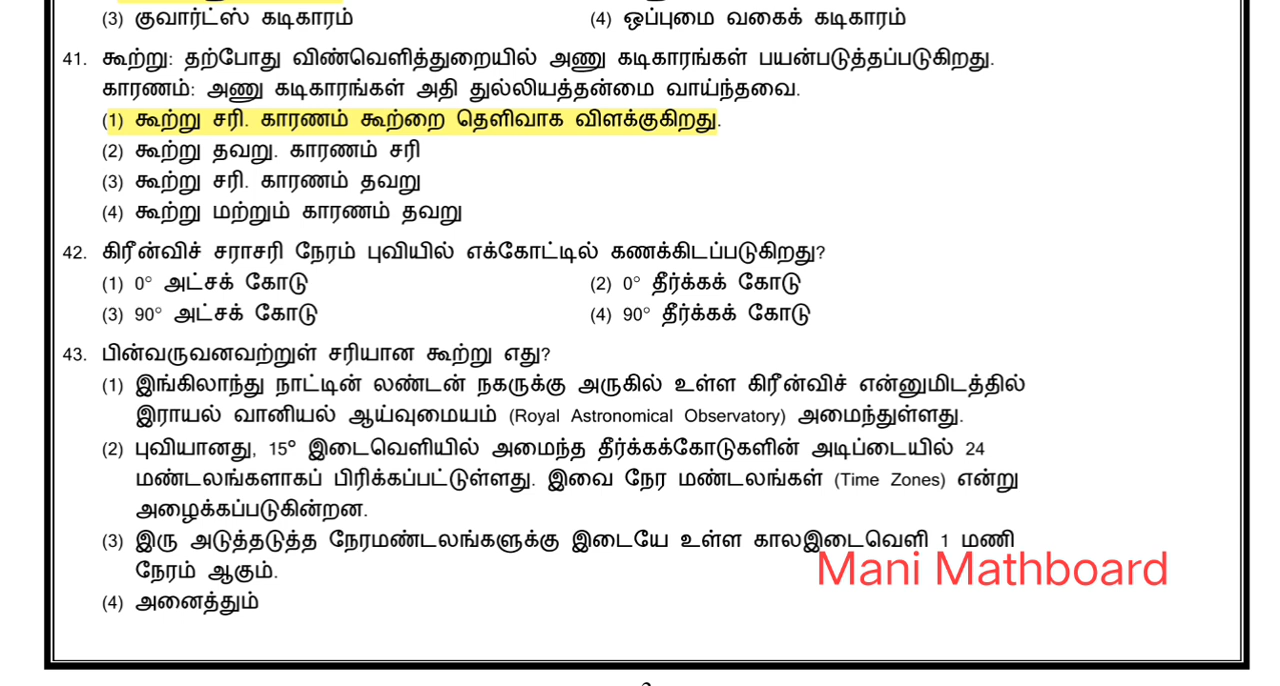 (3) குவார்ட்ஸ் கடிகாரம் (4) ஒப்புமை வகைக் கடிகாரம்
41. கூற்று: தற்போது விண்வெளித்துறையில் அணு கடிகாரங்கள் பயன்படுத்தப்படுகிறது.
காரணம்: அணு கடிகாரங்கள் அதி துல்லியத்தன்மை வாய்ந்தவை.
(1) கூற்று சரி. காரணம் கூற்றை தெளிவாக விளக்குகிறது.
(2) கூற்று தவறு. காரணம் சரி
(3) கூற்று சரி. காரணம் தவறு
(4) கூற்று மற்றும் காரணம் தவறு
42. கிரீன்விச் சராசரி நேரம் புவியில் எக்கோட்டில் கணக்கிடப்படுகிறது?
(1) 0° அட்சக் கோடு (2) 0° தீர்க்கக் கோடு
(3) 90° அட்சக் கோடு (4) 90° தீர்க்கக் கோடு
43. பின்வருவனவற்றுள் சரியான கூற்று எது?
(1) இங்கிலாந்து நாட்டின் லண்டன் நகருக்கு அருகில் உள்ள கிரீன்விச் என்னுமிடத்தில்
இராயல் வானியல் ஆய்வுமையம் (Royal Astronomical Observatory) அமைந்துள்ளது.
(2) புவியானது, 15° இடைவெளியில் அமைந்த தீர்க்கக்கோடுகளின் அடிப்டையில் 24
மண்டலங்களாகப் பிரிக்கப்பட்டுள்ளது. இவை நேர மண்டலங்கள் (Time Zones) என்று
அழைக்கப்படுகின்றன.
(3) இரு அடுத்தடுத்த நேரமண்டலங்களுக்கு இடையே உள்ள காலஇடைவெளி 1 மணி
நேரம் ஆகும்.
Mani Mathboard
(4) அனைத்தும்